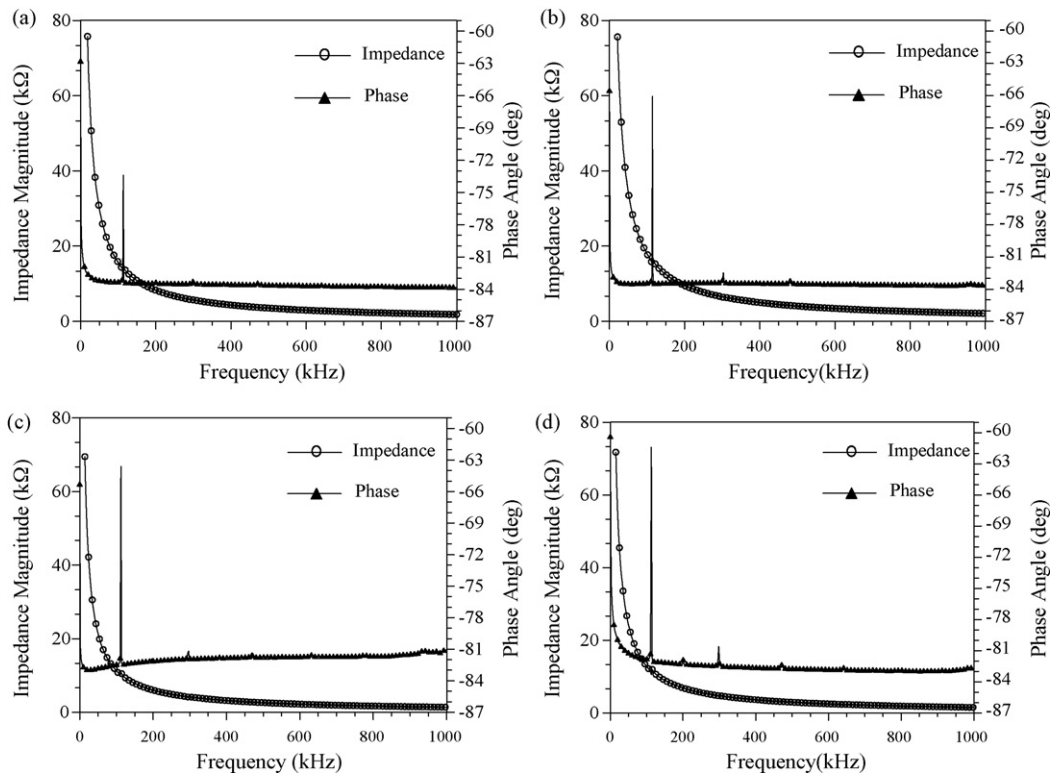 (a)
Impedance Magnitude (kΩ)
80
60
40
20
0
Impedance
Phase
-60
-63
-66
-69
-72
-75
-78
-81
-84
-87
Phase Angle (deg)
0 200 400 600 800 1000
Frequency (kHz)
(b)
Impedance Magnitude (kΩ)
80
60
40
20
0
Impedance
Phase
-60
-63
-66
-69
-72
-75
-78
-81
-84
-87
Phase Angle (deg)
0 200 400 600 800 1000
Frequency(kHz)
(c)
Impedance Magnitude (kΩ)
80
60
40
20
0
Impedance
Phase
-60
-63
-66
-69
-72
-75
-78
-81
-84
-87
Phase Angle (deg)
0 200 400 600 800 1000
Frequency (kHz)
(d)
Impedance Magnitude (kΩ)
80
60
40
20
0
Impedance
Phase
-60
-63
-66
-69
-72
-75
-78
-81
-84
-87
Phase Angle (deg)
0 200 400 600 800 1000
Frequency (kHz)